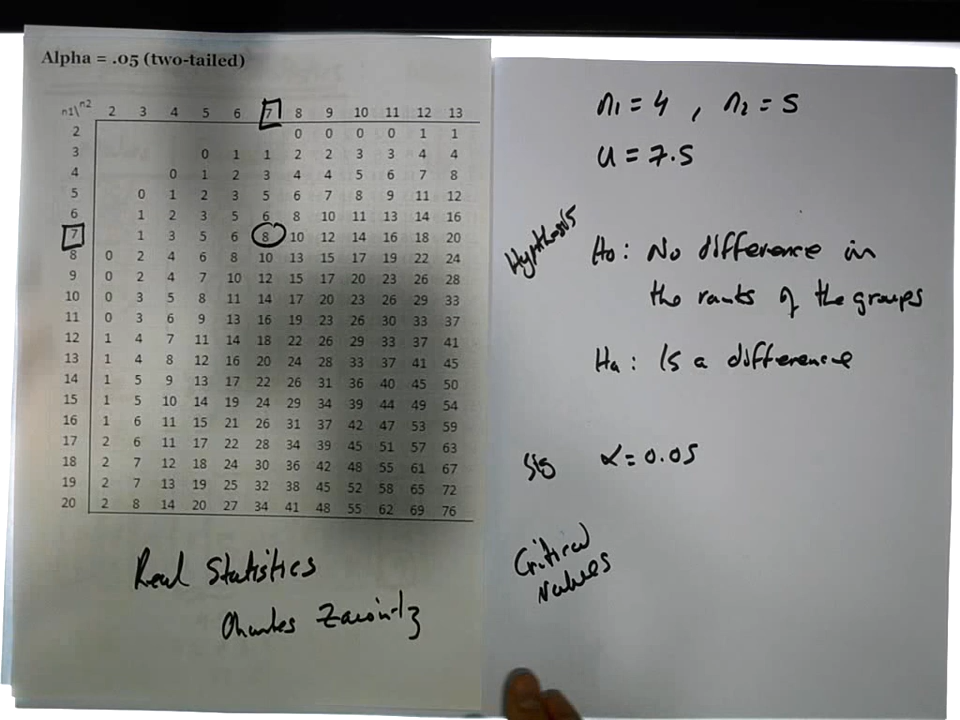 Alpha = .05 (two-tailed)
n1\n2 2 3 4 5 6 7 8 9 10 11 12 13
2 0 0 0 0 1 1
3 0 1 1 2 2 3 3 4 4
4 0 1 2 3 4 4 5 6 7 8
5 0 1 2 3 5 6 7 8 9 11 12
6 1 2 3 5 6 8 10 11 13 14 16
7 1 3 5 6 8 10 12 14 16 18 20
8 0 2 4 6 8 10 13 15 17 19 22 24
9 0 2 4 7 10 12 15 17 20 23 26 28
10 0 3 5 8 11 14 17 20 23 26 29 33
11 0 3 6 9 13 16 19 23 26 30 33 37
12 1 4 7 11 14 18 22 26 29 33 37 41
13 1 4 8 12 16 20 24 28 33 37 41 45
14 1 5 9 13 17 22 26 31 36 40 45 50
15 1 5 10 14 19 24 29 34 39 44 49 54
16 1 6 11 15 21 26 31 37 42 47 53 59
17 2 6 11 17 22 28 34 39 45 51 57 63
18 2 7 12 18 24 30 36 42 48 55 61 67
19 2 7 13 19 25 32 38 45 52 58 65 72
20 2 8 14 20 27 34 41 48 55 62 69 76
Real Statistics
n1 = 4 , n2 = 5
u = 7.5
Hypthesis
Ho: No difference in
the ranks of the groups
Ha: Is a difference
Sig α = 0.05
Critical
Values